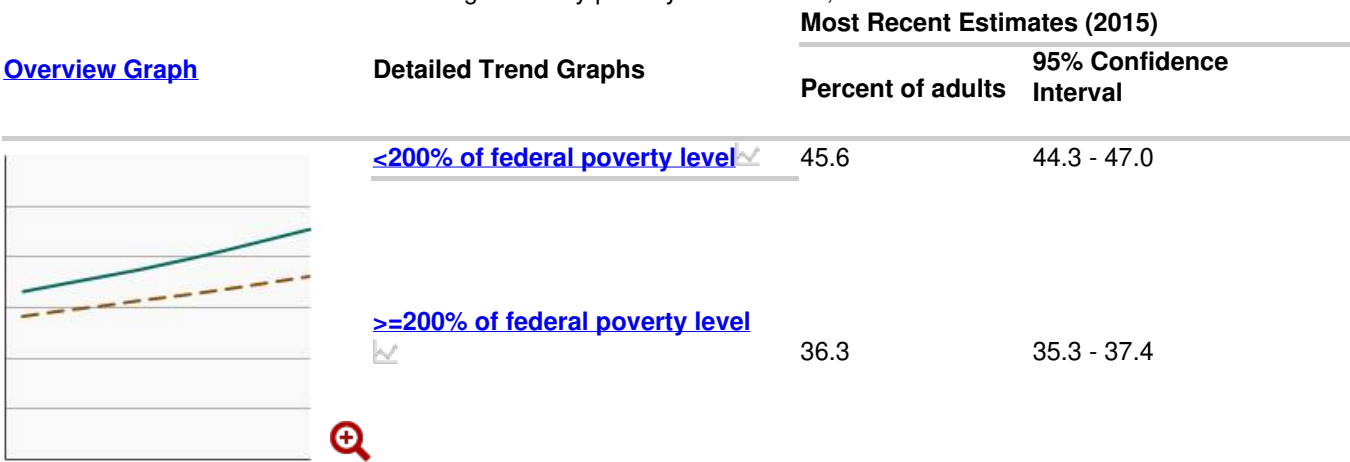 Most Recent Estimates (2015)
Overview Graph
Detailed Trend Graphs
Percent of adults
95% Confidence
Interval
<200% of federal poverty level
45.6
44.3 - 47.0
>=200% of federal poverty level
36.3
35.3 - 37.4